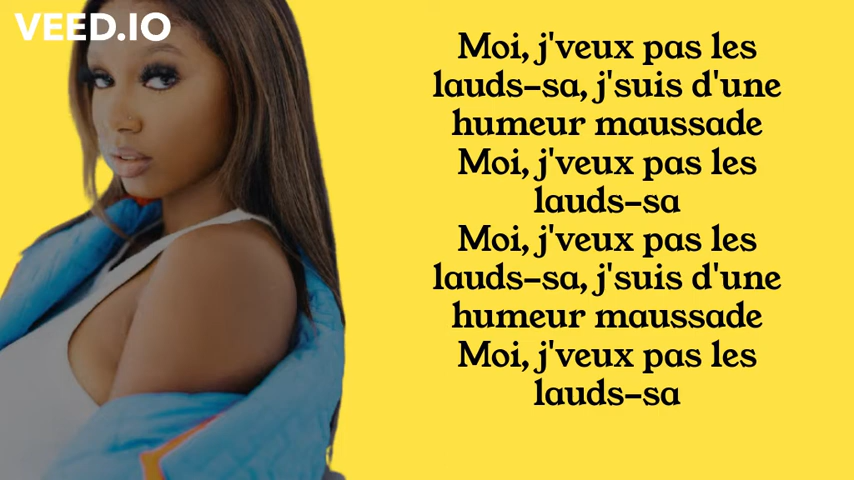 VEED.IO
Moi, j'veux pas les
lauds-sa, j'suis d'une
humeur maussade
Moi, j'veux pas les
lauds-sa
Moi, j'veux pas les
lauds-sa, j'suis d'une
humeur maussade
Moi, j'veux pas les
lauds-sa